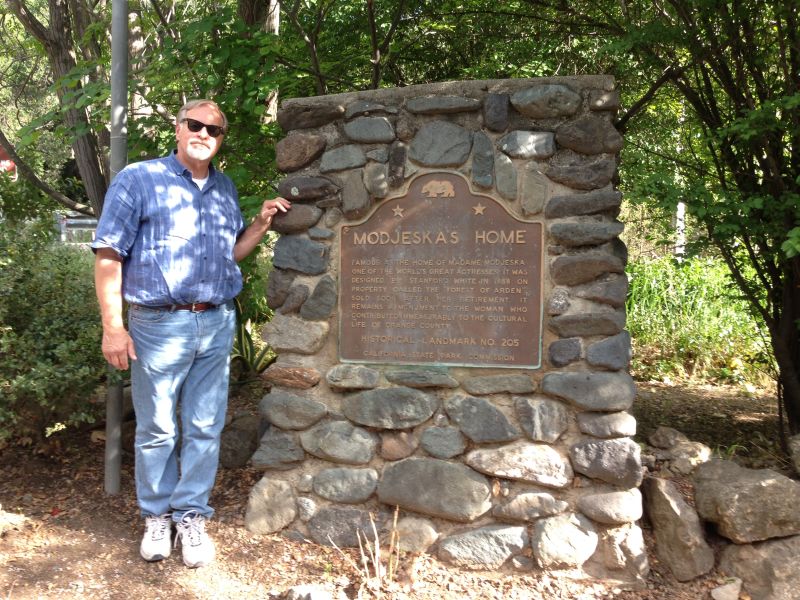 MODJESKA'S HOME
FAMOUS AS THE HOME OF MADAME MODJESKA
ONE OF THE WORLD'S GREAT ACTRESSES. IT WAS
DESIGNED BY STANFORD WHITE IN 1888 ON
PROPERTY CALLED THE FOREST OF ARDEN.
SOLD SOON AFTER HER RETIREMENT, IT
REMAINS A MONUMENT TO THE WOMAN WHO
CONTRIBUTED IMMEASURABLY TO THE CULTURAL
LIFE OF ORANGE COUNTY.
HISTORICAL LANDMARK NO. 205
CALIFORNIA STATE PARK COMMISSION